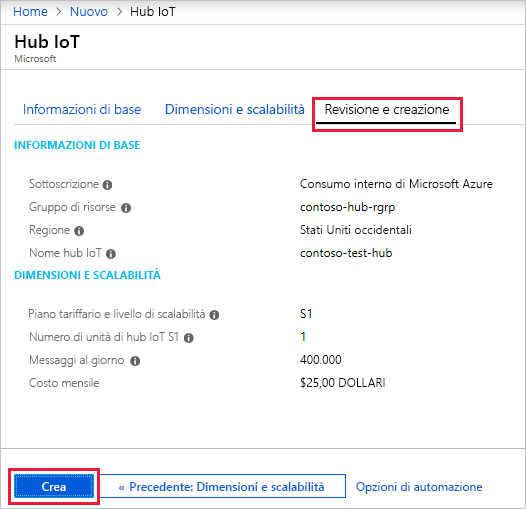 Home > Nuovo > Hub IoT
Hub IoT
Microsoft
Informazioni di base Dimensioni e scalabilità Revisione e creazione
INFORMAZIONI DI BASE
Sottoscrizione Consumo interno di Microsoft Azure
Gruppo di risorse contoso-hub-rgrp
Regione Stati Uniti occidentali
Nome hub IoT contoso-test-hub
DIMENSIONI E SCALABILITÀ
Piano tariffario e livello di scalabilità S1
Numero di unità di hub IoT S1 1
Messaggi al giorno 400.000
Costo mensile $25,00 DOLLARI
Crea « Precedente: Dimensioni e scalabilità Opzioni di automazione